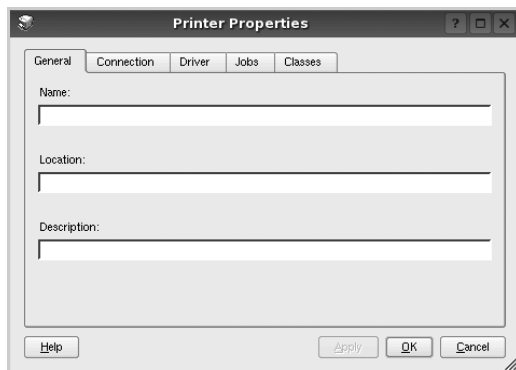 Printer Properties
General Connection Driver Jobs Classes
Name:
Location:
Description:
Help Apply OK Cancel